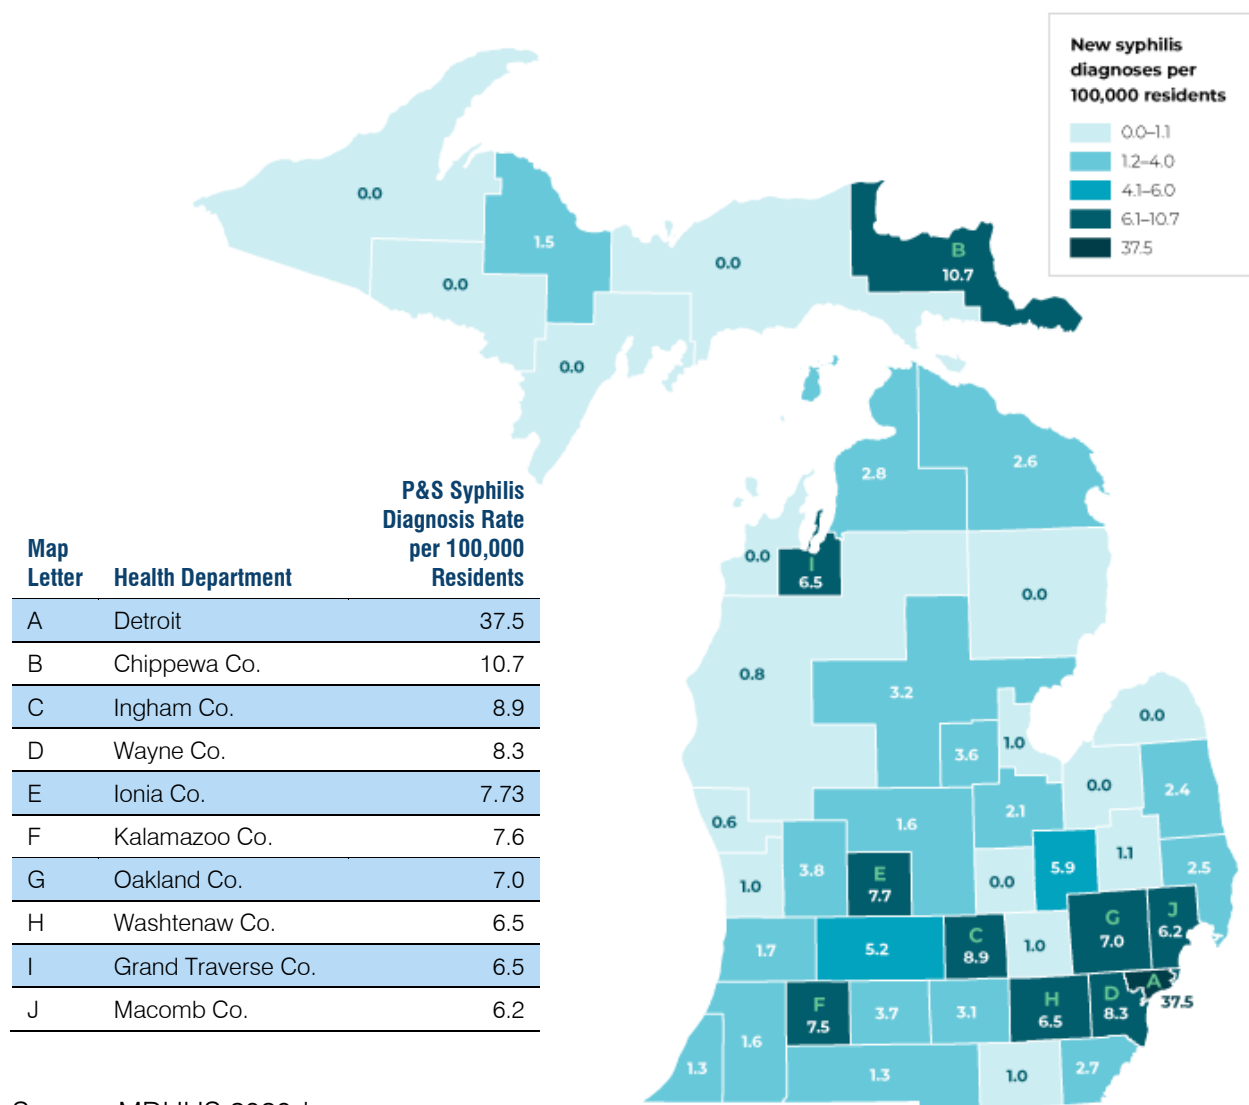 New syphilis
diagnoses per
100,000 residents
0.0–1.1
1.2–4.0
4.1–6.0
6.1–10.7
37.5
0.0
1.5
0.0
0.0
0.0
B
10.7
2.8
2.6
0.0
I
6.5
0.0
0.8
3.2
0.0
3.6
1.0
0.0
2.4
0.6
1.6
2.1
1.1
2.5
1.0
3.8
E
7.7
0.0
5.9
1.7
5.2
C
8.9
1.0
G
7.0
J
6.2
A
37.5
F
7.5
3.7
3.1
H
6.5
D
8.3
1.3
1.6
1.3
1.0
2.7
P&S Syphilis
Diagnosis Rate
Map per 100,000
Letter Health Department Residents
A Detroit 37.5
B Chippewa Co. 10.7
C Ingham Co. 8.9
D Wayne Co. 8.3
E Ionia Co. 7.73
F Kalamazoo Co. 7.6
G Oakland Co. 7.0
H Washtenaw Co. 6.5
I Grand Traverse Co. 6.5
J Macomb Co. 6.2